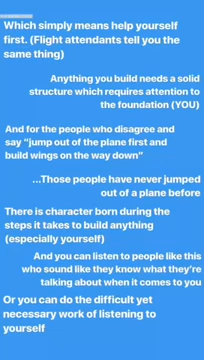 Which simply means help yourself
first. (Flight attendants tell you the
same thing)
Anything you build needs a solid
structure which requires attention to
the foundation (YOU)
And for the people who disagree and
say "jump out of the plane first and
build wings on the way down"
...Those people have never jumped
out of a plane before
There is character born during the
steps it takes to build anything
(especially yourself)
And you can listen to people like this
who sound like they know what they're
talking about when it comes to you
Or you can do the difficult yet
necessary work of listening to
yourself